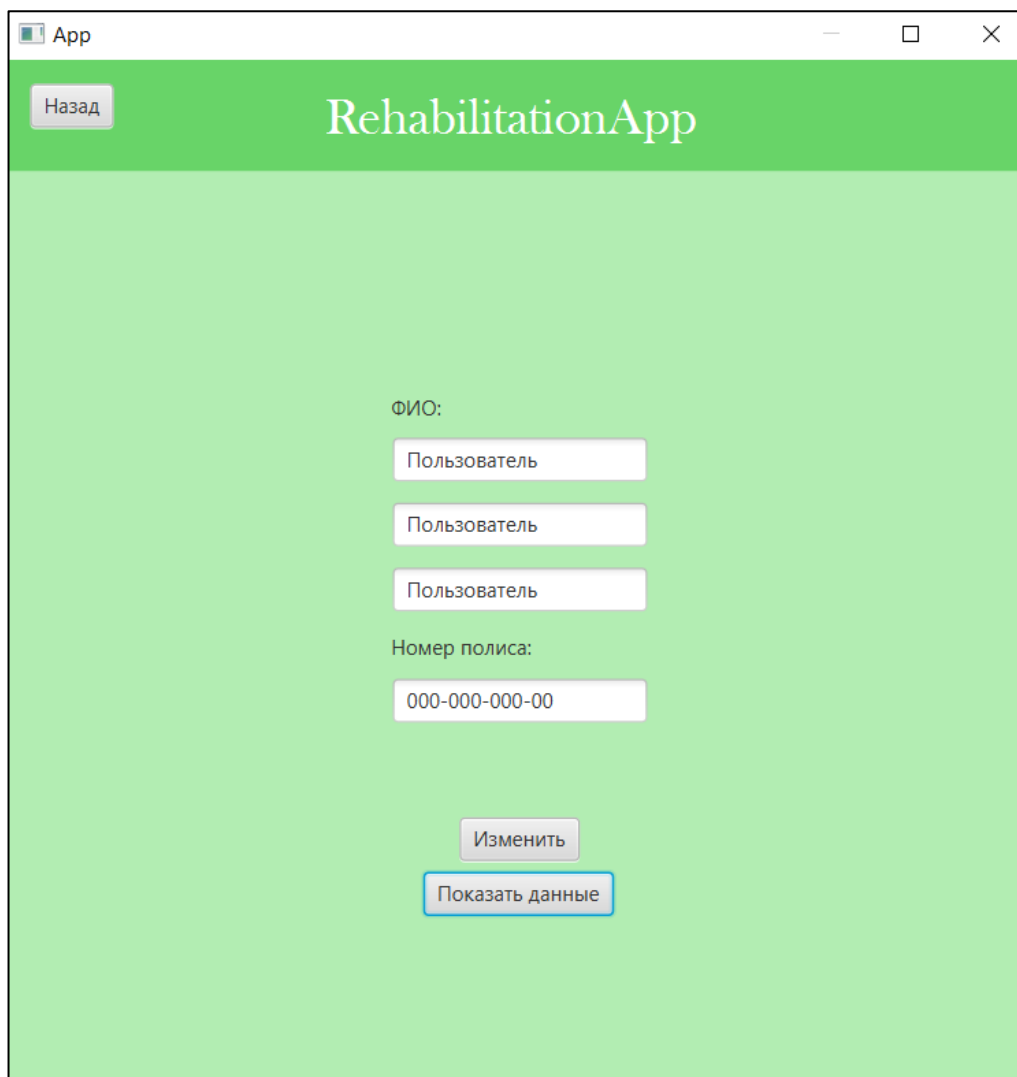 App
Назад
RehabilitationApp
ФИО:
Пользователь
Пользователь
Пользователь
Номер полиса:
000-000-000-00
Изменить
Показать данные